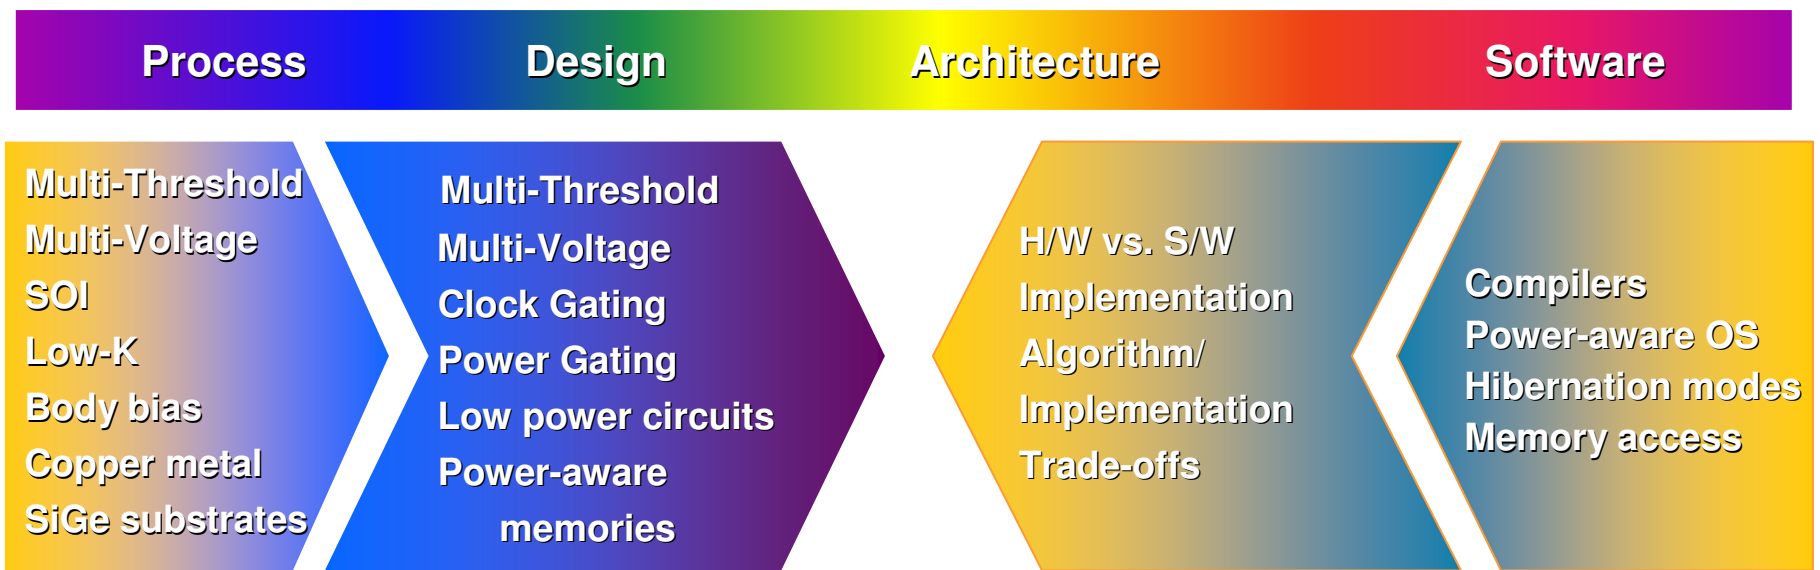 Process Design Architecture Software
Multi-Threshold
Multi-Voltage
SOI
Low-K
Body bias
Copper metal
SiGe substrates
Multi-Threshold
Multi-Voltage
Clock Gating
Power Gating
Low power circuits
Power-aware
memories
H/W vs. S/W
Implementation
Algorithm/
Implementation
Trade-offs
Compilers
Power-aware OS
Hibernation modes
Memory access